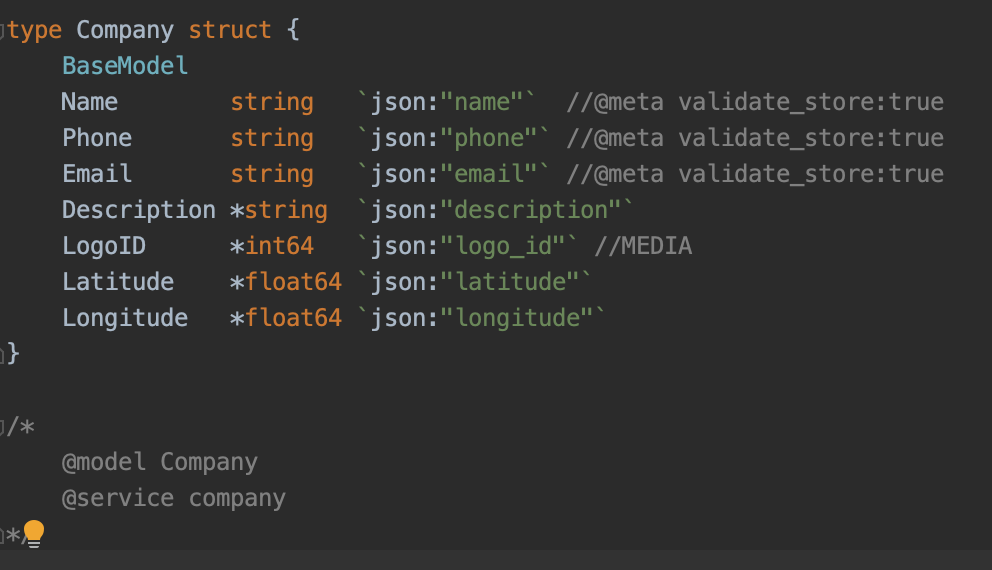 type Company struct {
    BaseModel
    Name        string   `json:"name"`  //@meta validate_store:true
    Phone       string   `json:"phone"` //@meta validate_store:true
    Email       string   `json:"email"` //@meta validate_store:true
    Description *string  `json:"description"`
    LogoID      *int64   `json:"logo_id"` //MEDIA
    Latitude    *float64 `json:"latitude"`
    Longitude   *float64 `json:"longitude"`
}
/*
    @model Company
    @service company
*/